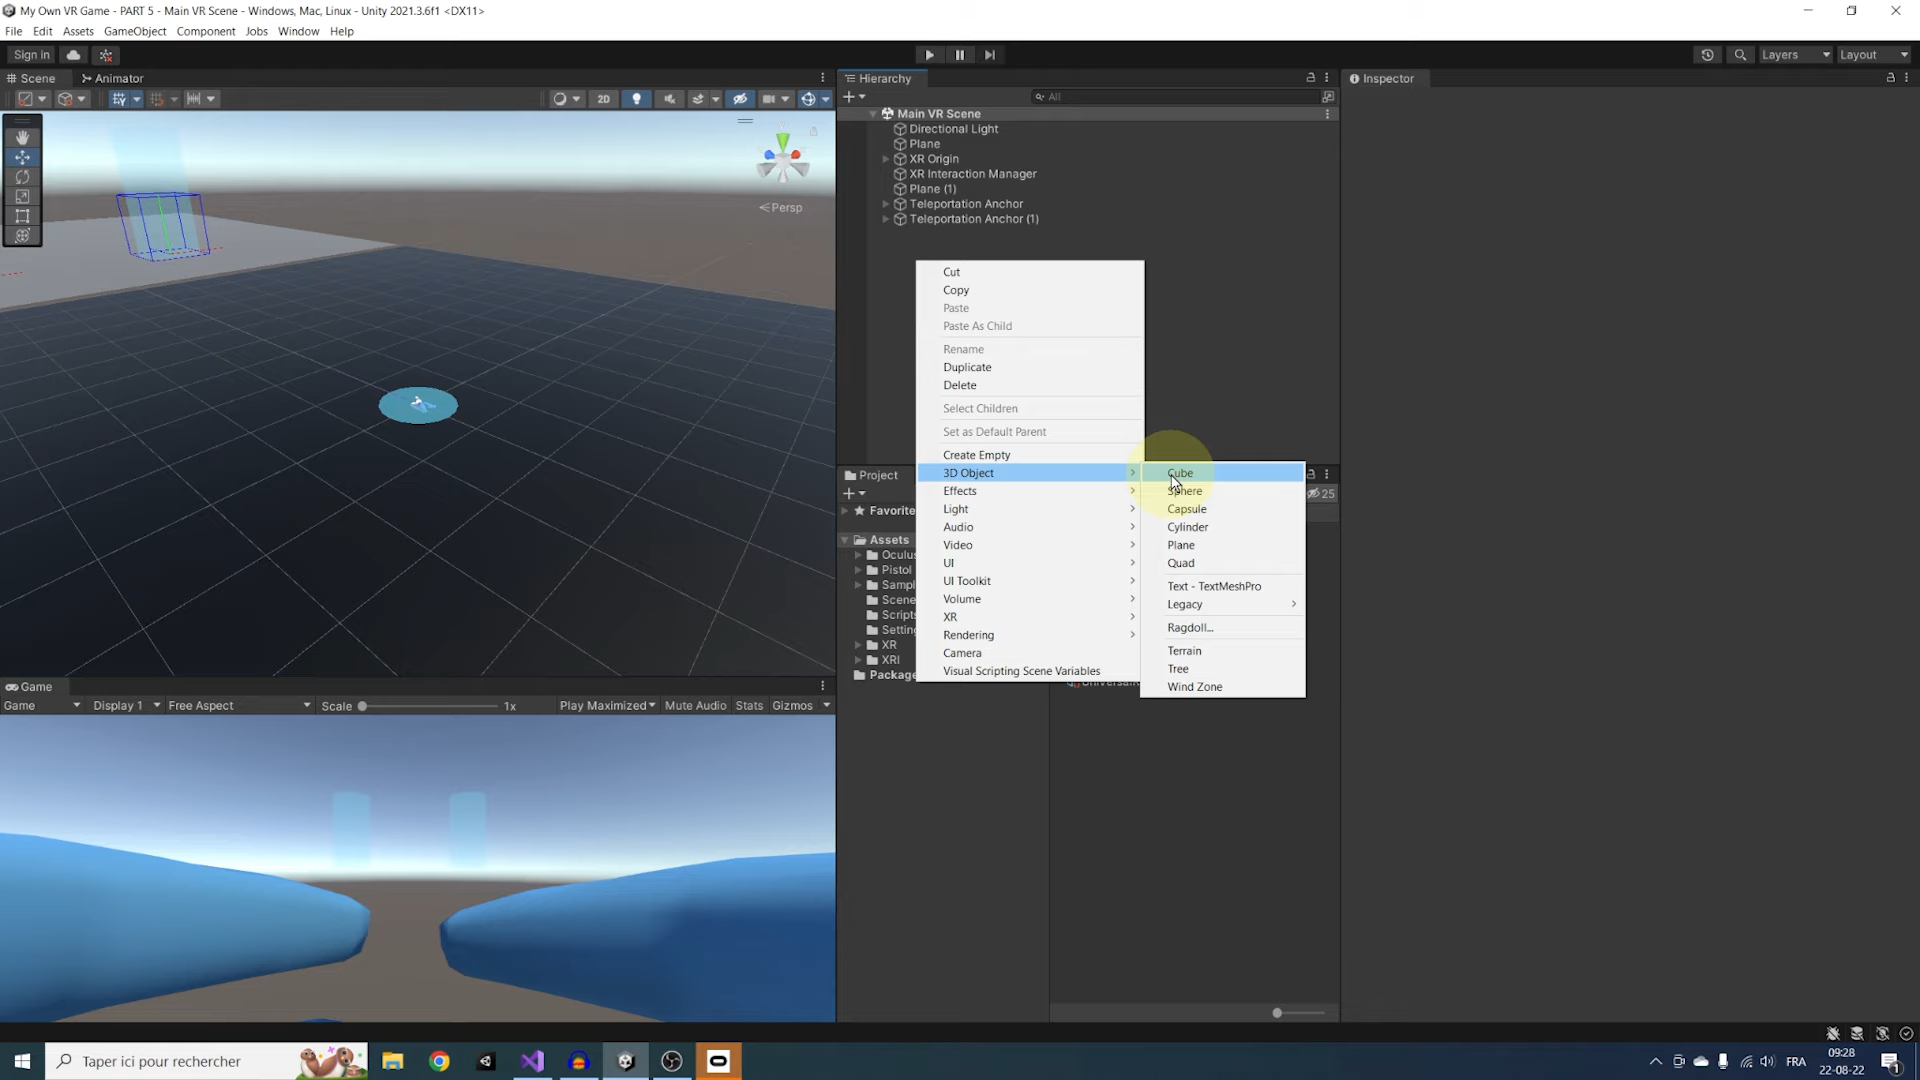 My Own VR Game - PART 5 - Main VR Scene - Windows, Mac, Linux - Unity 2021.3.6f1 <DX11>
File Edit Assets GameObject Component Jobs Window Help
Sign in
Layers Layout
Scene Animator
2D
Persp
Hierarchy
All
Main VR Scene
Directional Light
Plane
XR Origin
XR Interaction Manager
Plane (1)
Teleportation Anchor
Teleportation Anchor (1)
Inspector
Cut
Copy
Paste
Paste As Child
Rename
Duplicate
Delete
Select Children
Set as Default Parent
Create Empty
3D Object
Effects
Light
Audio
Video
UI
UI Toolkit
Volume
XR
Rendering
Camera
Visual Scripting Scene Variables
Cube
Sphere
Capsule
Cylinder
Plane
Quad
Text - TextMeshPro
Legacy
Ragdoll...
Terrain
Tree
Wind Zone
Project
25
Favorite
Assets
Oculus
Pistol
Sampl
Scene
Scripts
Setting
XR
XRI
Package
Game
Game Display 1 Free Aspect Scale 1x Play Maximized Mute Audio Stats Gizmos
Taper ici pour rechercher
FRA
09:28
22-08-22
1